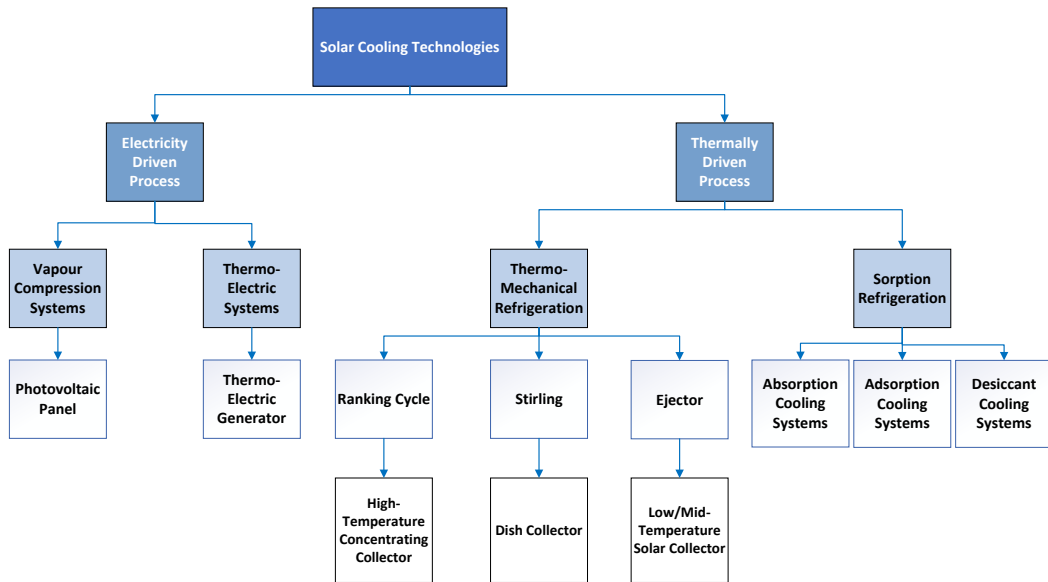 Solar Cooling Technologies
Electricity
Driven
Process
Thermally
Driven
Process
Vapour
Compression
Systems
Thermo-
Electric
Systems
Thermo-
Mechanical
Refrigeration
Sorption
Refrigeration
Photovoltaic
Panel
Thermo-
Electric
Generator
Ranking Cycle
Stirling
Ejector
Absorption
Cooling
Systems
Adsorption
Cooling
Systems
Desiccant
Cooling
Systems
High-
Temperature
Concentrating
Collector
Dish Collector
Low/Mid-
Temperature
Solar Collector